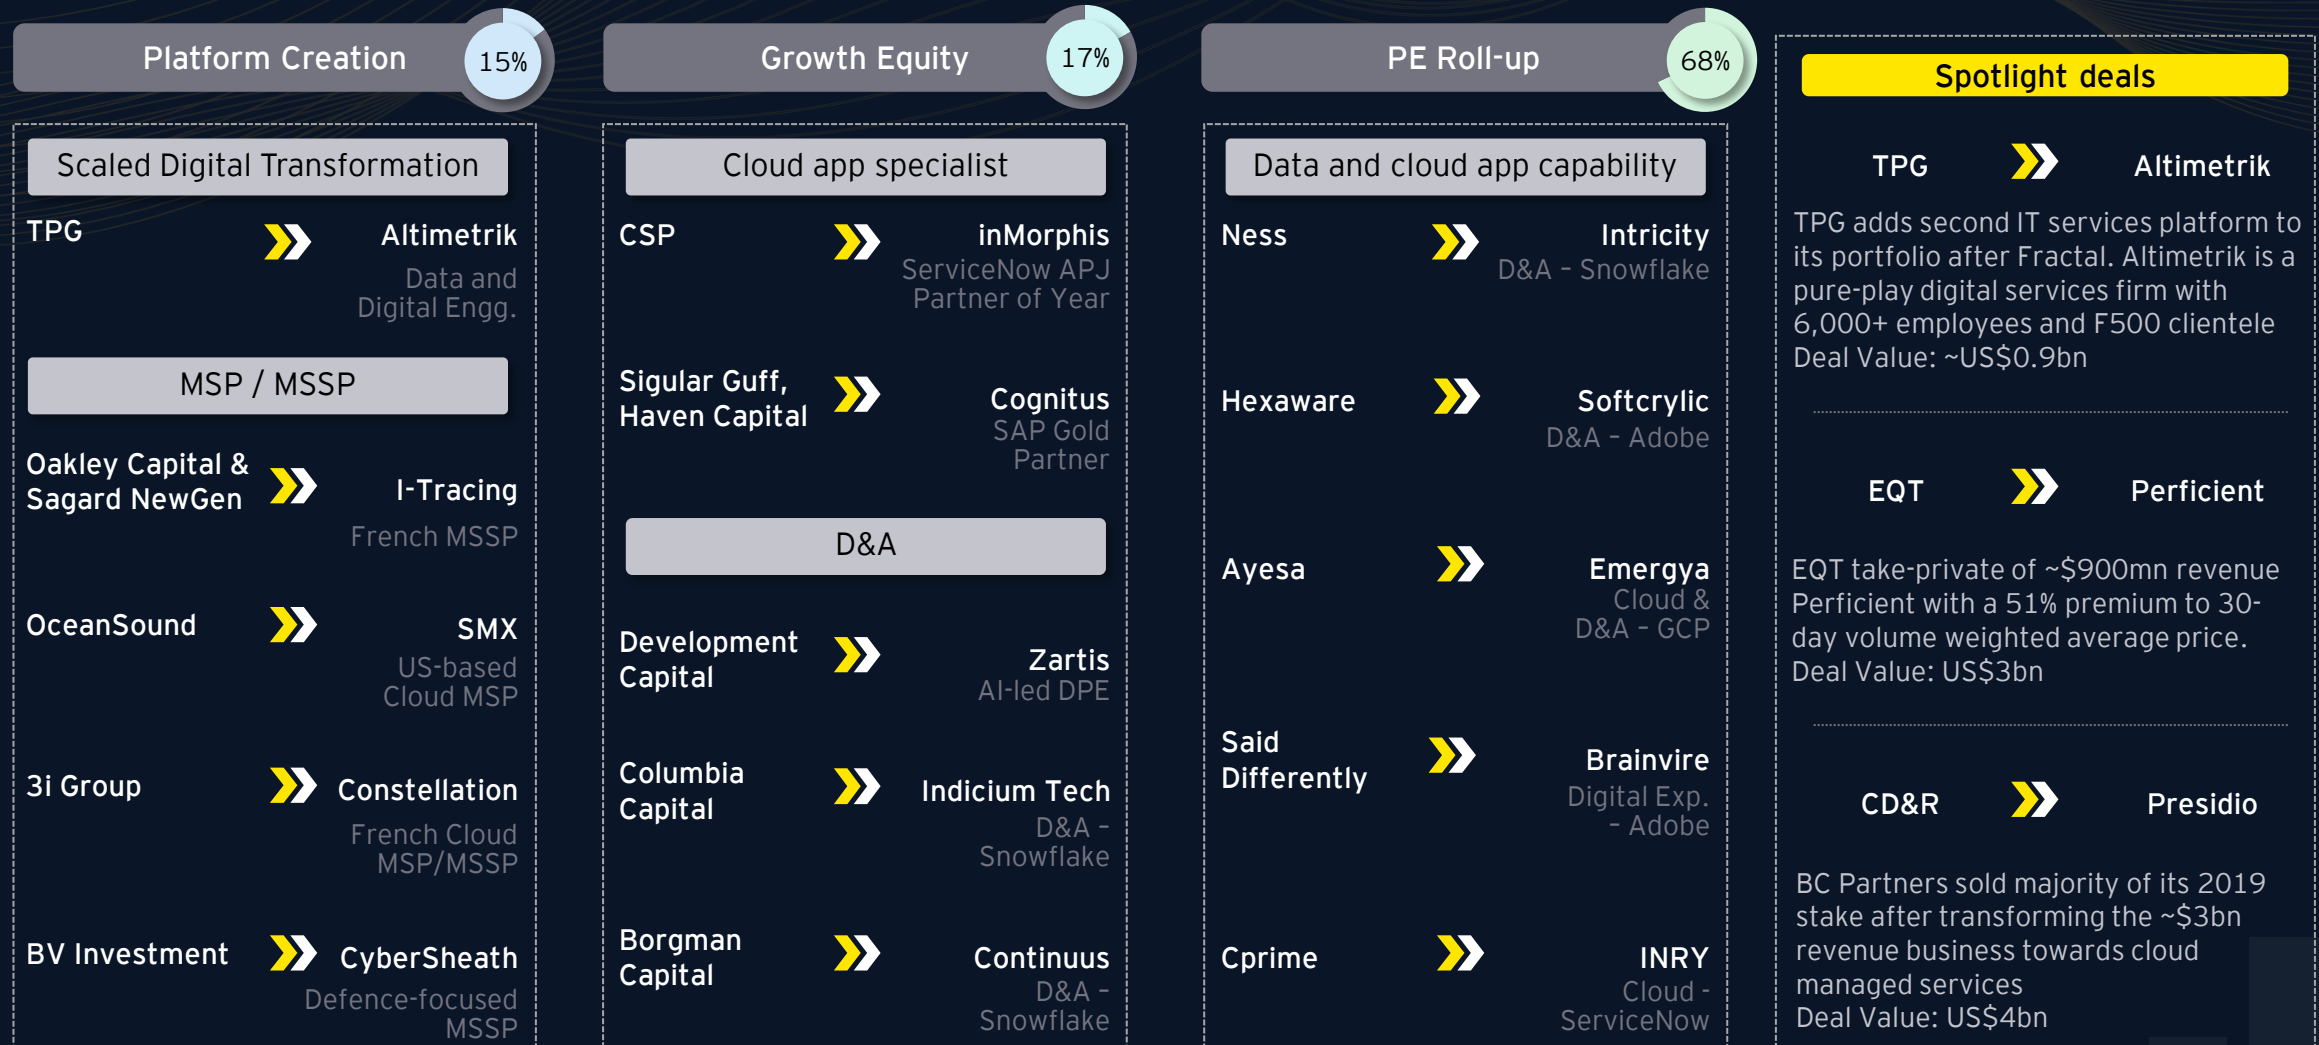 Platform Creation
15%
Scaled Digital Transformation
TPG
Altimetrik
Data and
Digital Engg.
MSP / MSSP
Oakley Capital &
Sagard NewGen
I-Tracing
French MSSP
OceanSound
SMX
US-based
Cloud MSP
3i Group
Constellation
French Cloud
MSP/MSSP
BV Investment
CyberSheath
Defence-focused
MSSP
Growth Equity
17%
Cloud app specialist
CSP
inMorphis
ServiceNow APJ
Partner of Year
Sigular Guff,
Haven Capital
Cognitus
SAP Gold
Partner
D&A
Development
Capital
Zartis
AI-led DPE
Columbia
Capital
Indicium Tech
D&A –
Snowflake
Borgman
Capital
Continuus
D&A –
Snowflake
PE Roll-up
68%
Data and cloud app capability
Ness
Intricity
D&A – Snowflake
Hexaware
Softcrylic
D&A – Adobe
Ayesa
Emergya
Cloud &
D&A – GCP
Said
Differently
Brainvire
Digital Exp.
– Adobe
Cprime
INRY
Cloud -
ServiceNow
Spotlight deals
TPG
Altimetrik
TPG adds second IT services platform to
its portfolio after Fractal. Altimetrik is a
pure-play digital services firm with
6,000+ employees and F500 clientele
Deal Value: ~US$0.9bn
EQT
Perficient
EQT take-private of ~$900mn revenue
Perficient with a 51% premium to 30-
day volume weighted average price.
Deal Value: US$3bn
CD&R
Presidio
BC Partners sold majority of its 2019
stake after transforming the ~$3bn
revenue business towards cloud
managed services
Deal Value: US$4bn